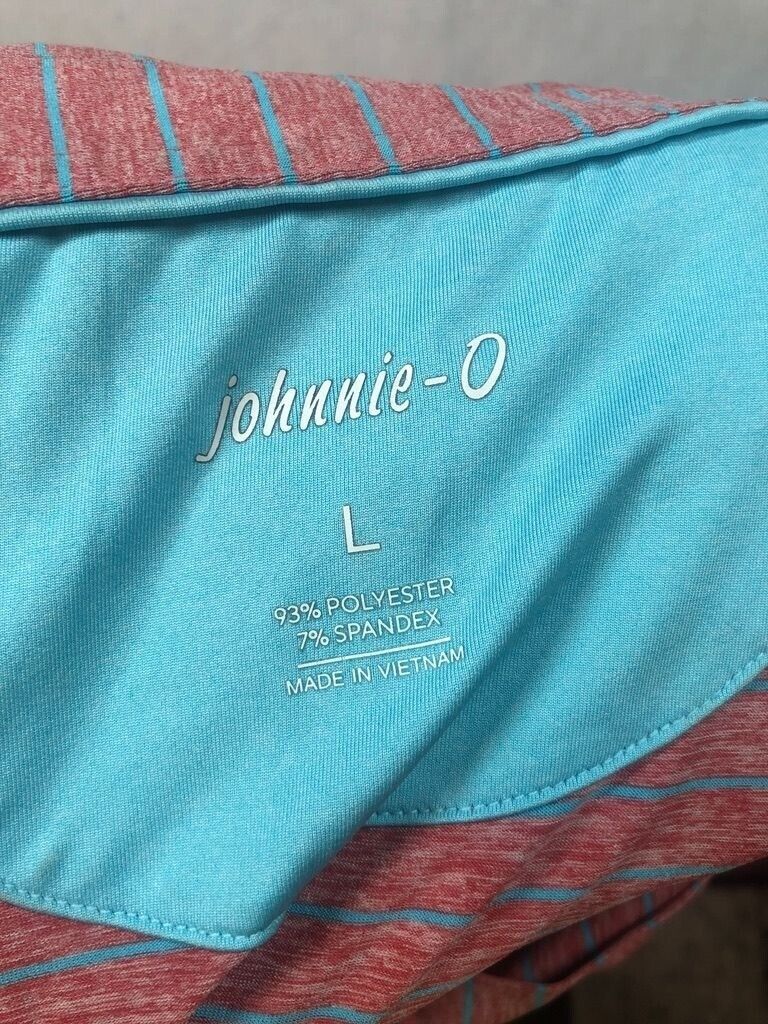 johnnie-O
L
93% POLYESTER
7% SPANDEX
MADE IN VIETNAM